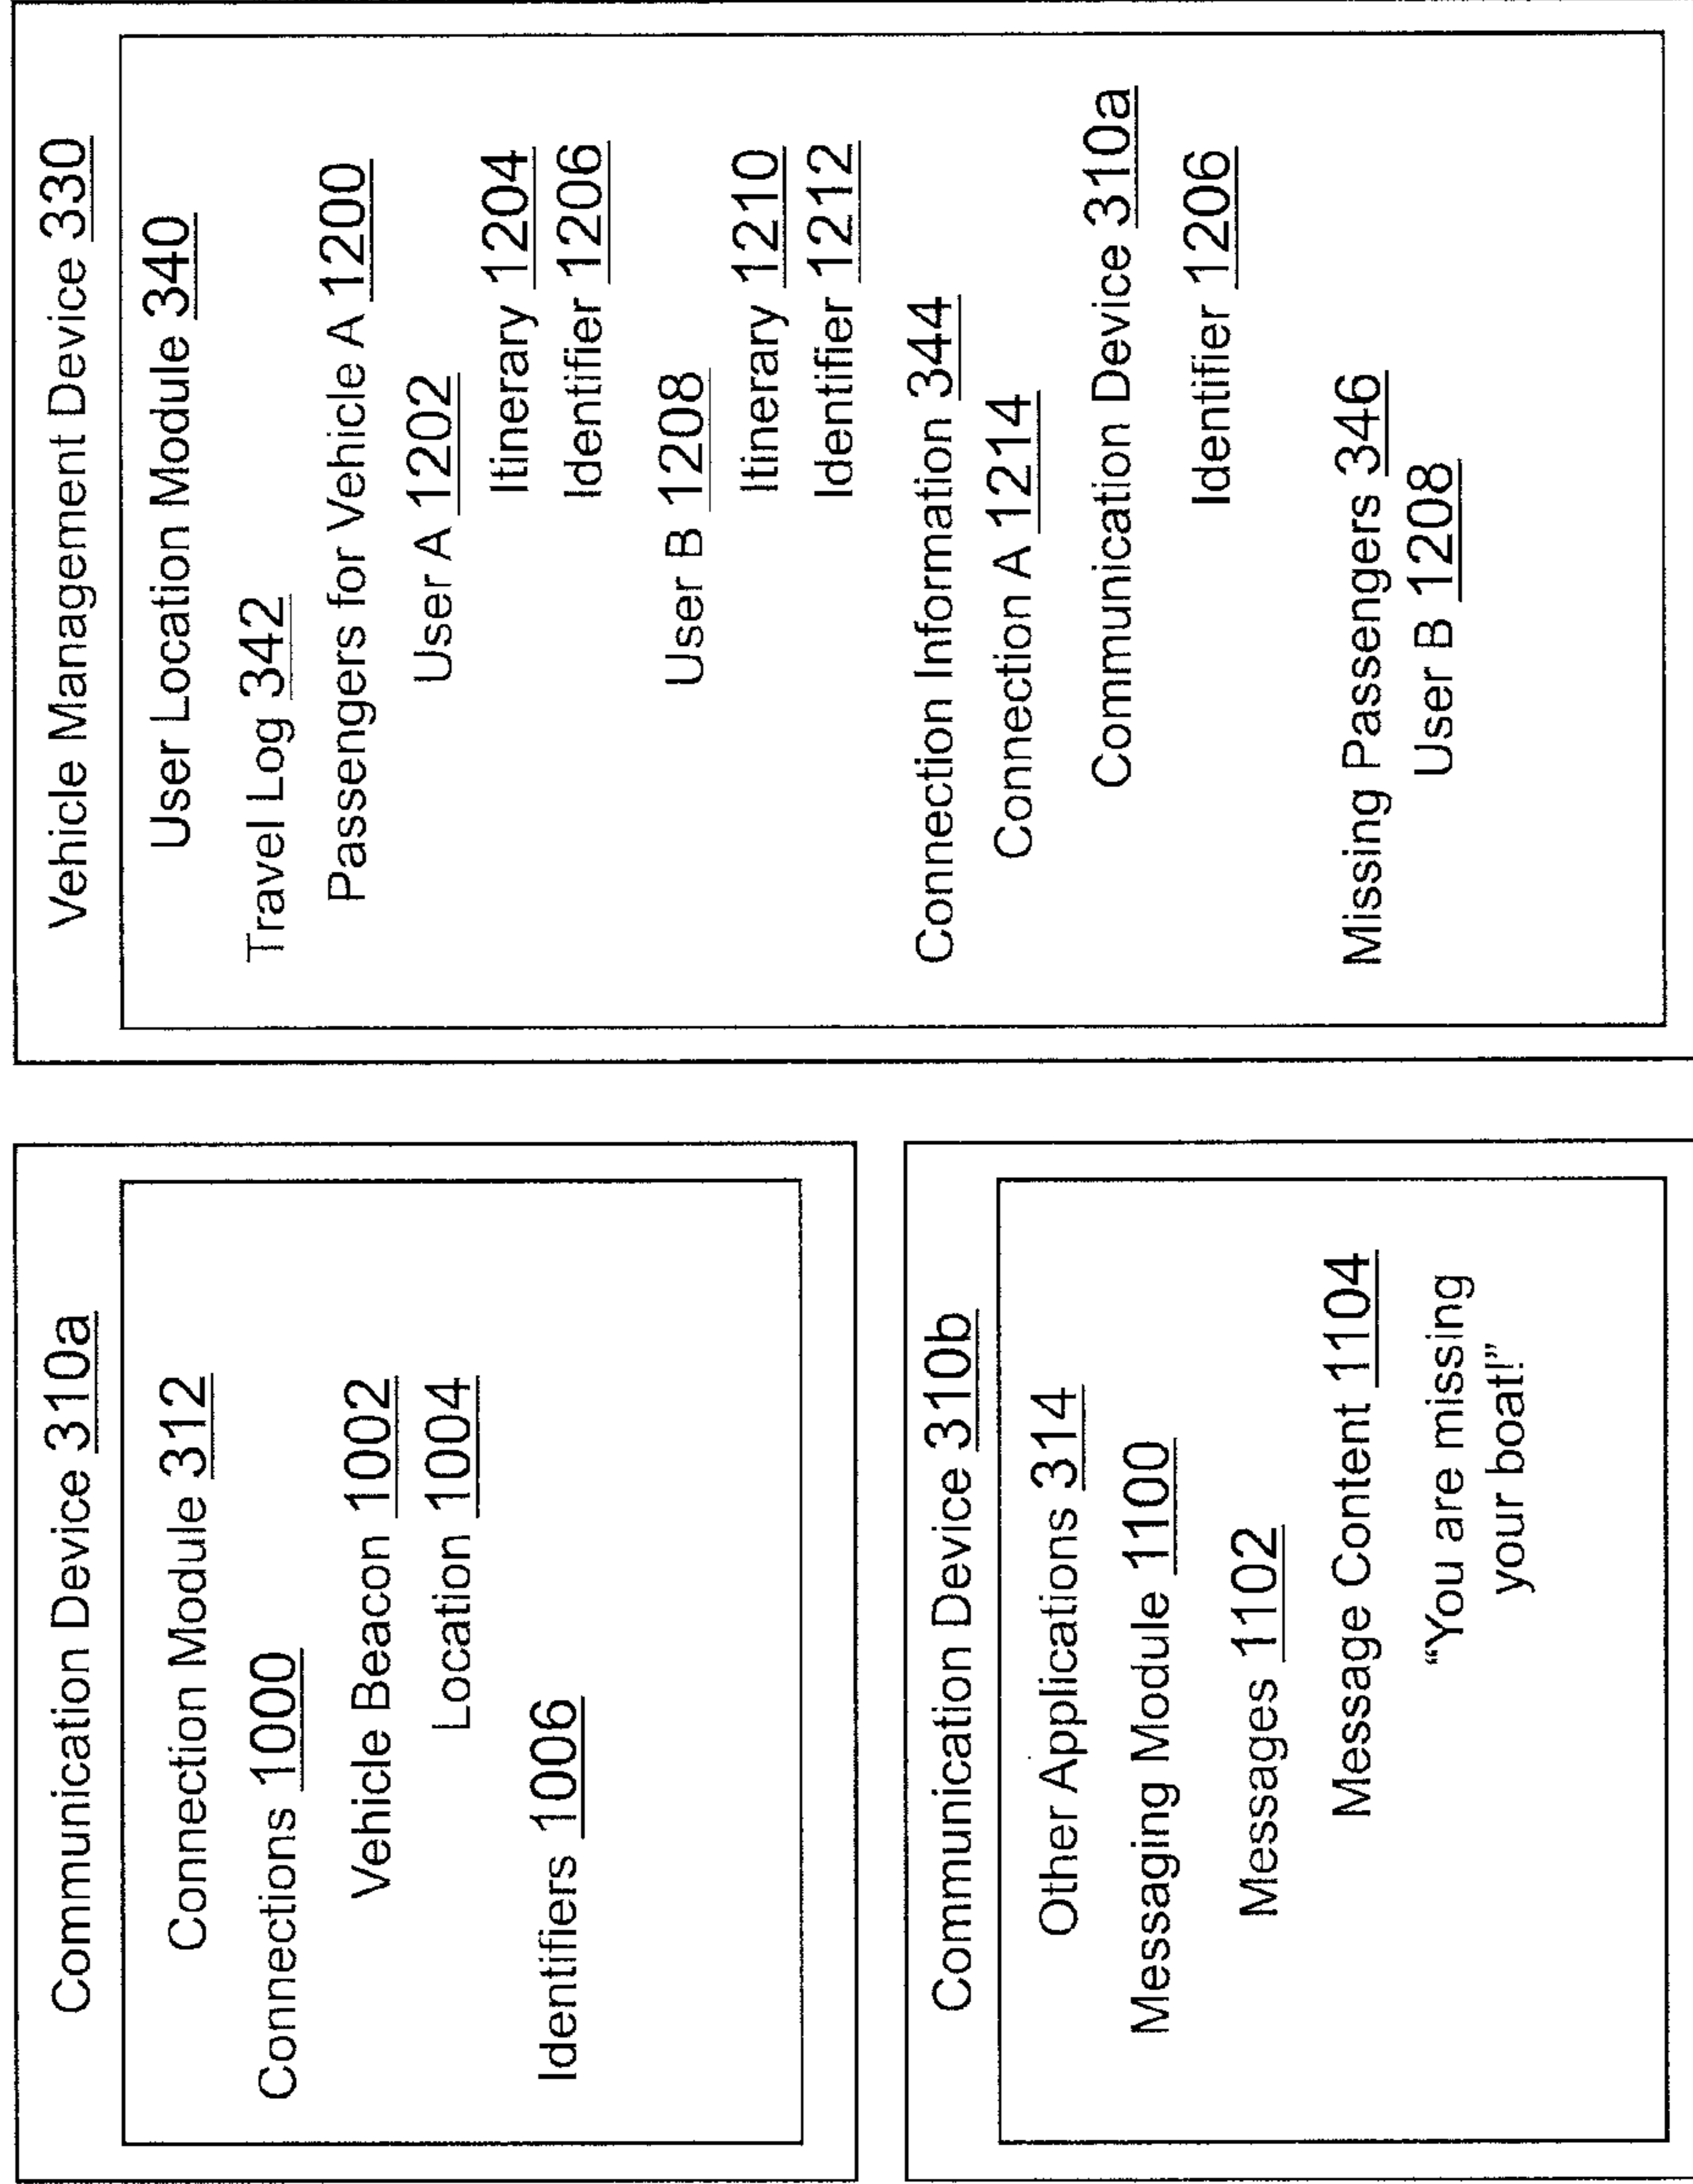 Communication Device 310a
Connection Module 312
Connections 1000
Vehicle Beacon 1002
Location 1004
Identifiers 1006
Communication Device 310b
Other Applications 314
Messaging Module 1100
Messages 1102
Message Content 1104
“You are missing
your boat!”
Vehicle Management Device 330
User Location Module 340
Travel Log 342
Passengers for Vehicle A 1200
User A 1202
Itinerary 1204
Identifier 1206
User B 1208
Itinerary 1210
Identifier 1212
Connection Information 344
Connection A 1214
Communication Device 310a
Identifier 1206
Missing Passengers 346
User B 1208